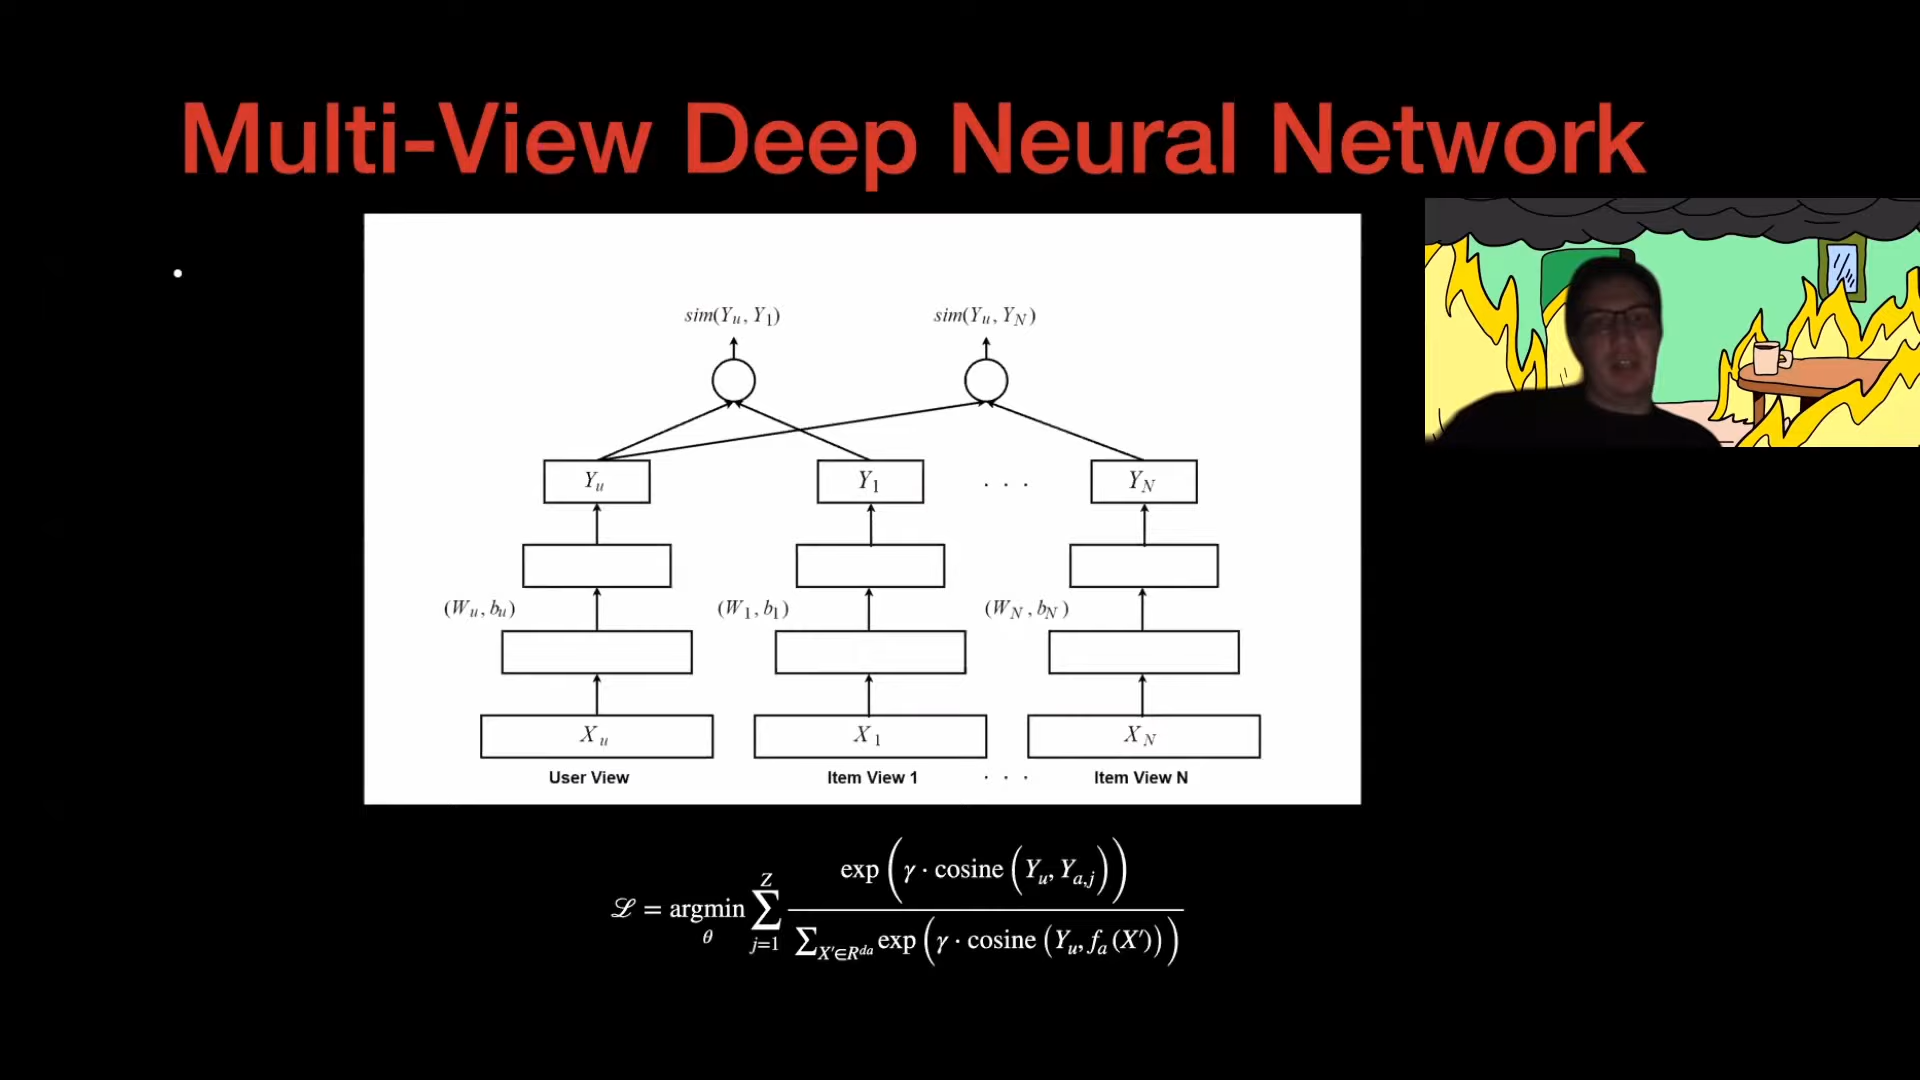 Multi-View Deep Neural Network
•
sim(Y_u, Y_1) sim(Y_u, Y_N)
Y_u Y_1 · · · Y_N
(W_u, b_u) (W_1, b_1) (W_N, b_N)
X_u X_1 X_N
User View Item View 1 · · · Item View N
ℒ = argmin_θ ∑_{j=1}^{Z} exp(γ · cosine(Y_u, Y_{a,j})) / ∑_{X′∈R^{da}} exp(γ · cosine(Y_u, f_a(X′)))